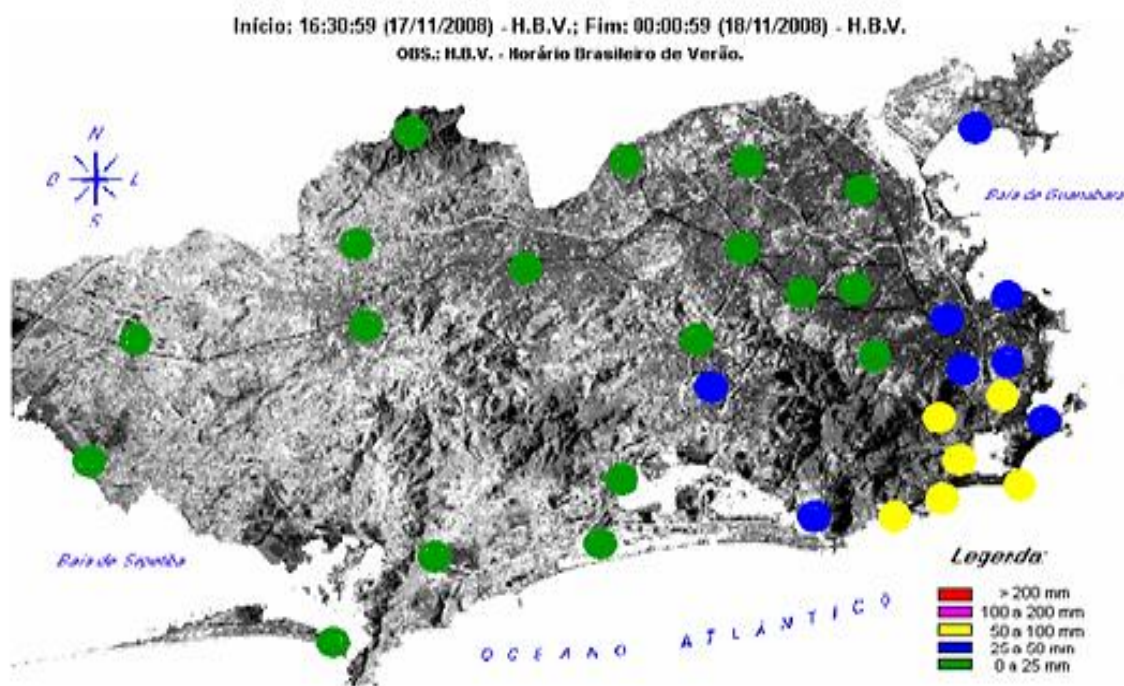 Início: 16:30:59 (17/11/2008) - H.B.V.; Fim: 00:00:59 (18/11/2008) - H.B.V.
OBS.: H.B.V. - Horário Brasileiro de Verão.
N
O L
S
Baía de Guanabara
Baía de Sepetiba
OCEANO ATLÂNTICO
Legenda:
> 200 mm
100 a 200 mm
50 a 100 mm
25 a 50 mm
0 a 25 mm